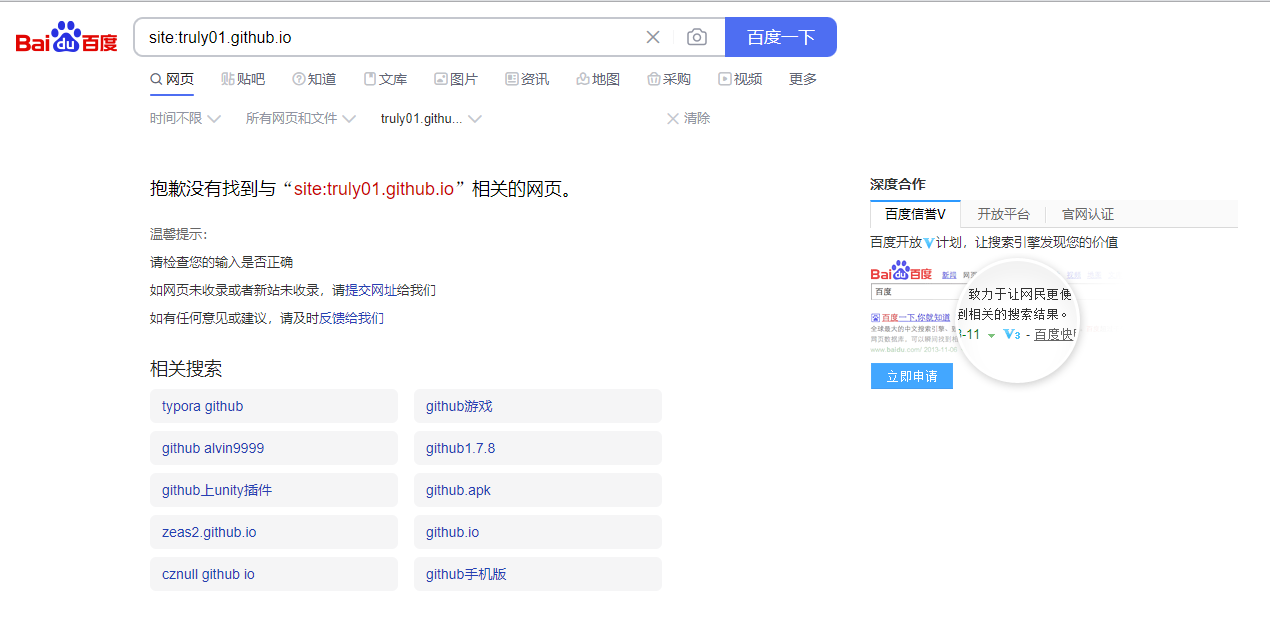 Bai du 百度
site:truly01.github.io
百度一下
网页 贴吧 知道 文库 图片 资讯 地图 采购 视频 更多
时间不限 所有网页和文件 truly01.githu... 清除
抱歉没有找到与“site:truly01.github.io”相关的网页。
温馨提示：
请检查您的输入是否正确
如网页未收录或者新站未收录，请提交网址给我们
如有任何意见或建议，请及时反馈给我们
相关搜索
typora github github游戏
github alvin9999 github1.7.8
github上unity插件 github.apk
zeas2.github.io github.io
cznull github io github手机版
深度合作
百度信誉V 开放平台 官网认证
百度开放V计划，让搜索引擎发现您的价值
Bai du 百度 新闻 网页
百度
百度一下,你就知道
全球最大的中文搜索引擎、
网页数据库，可以瞬间找到相
www.baidu.com/ 2013-11-06
致力于让网民更便
到相关的搜索结果。
-11 V3 - 百度快
立即申请